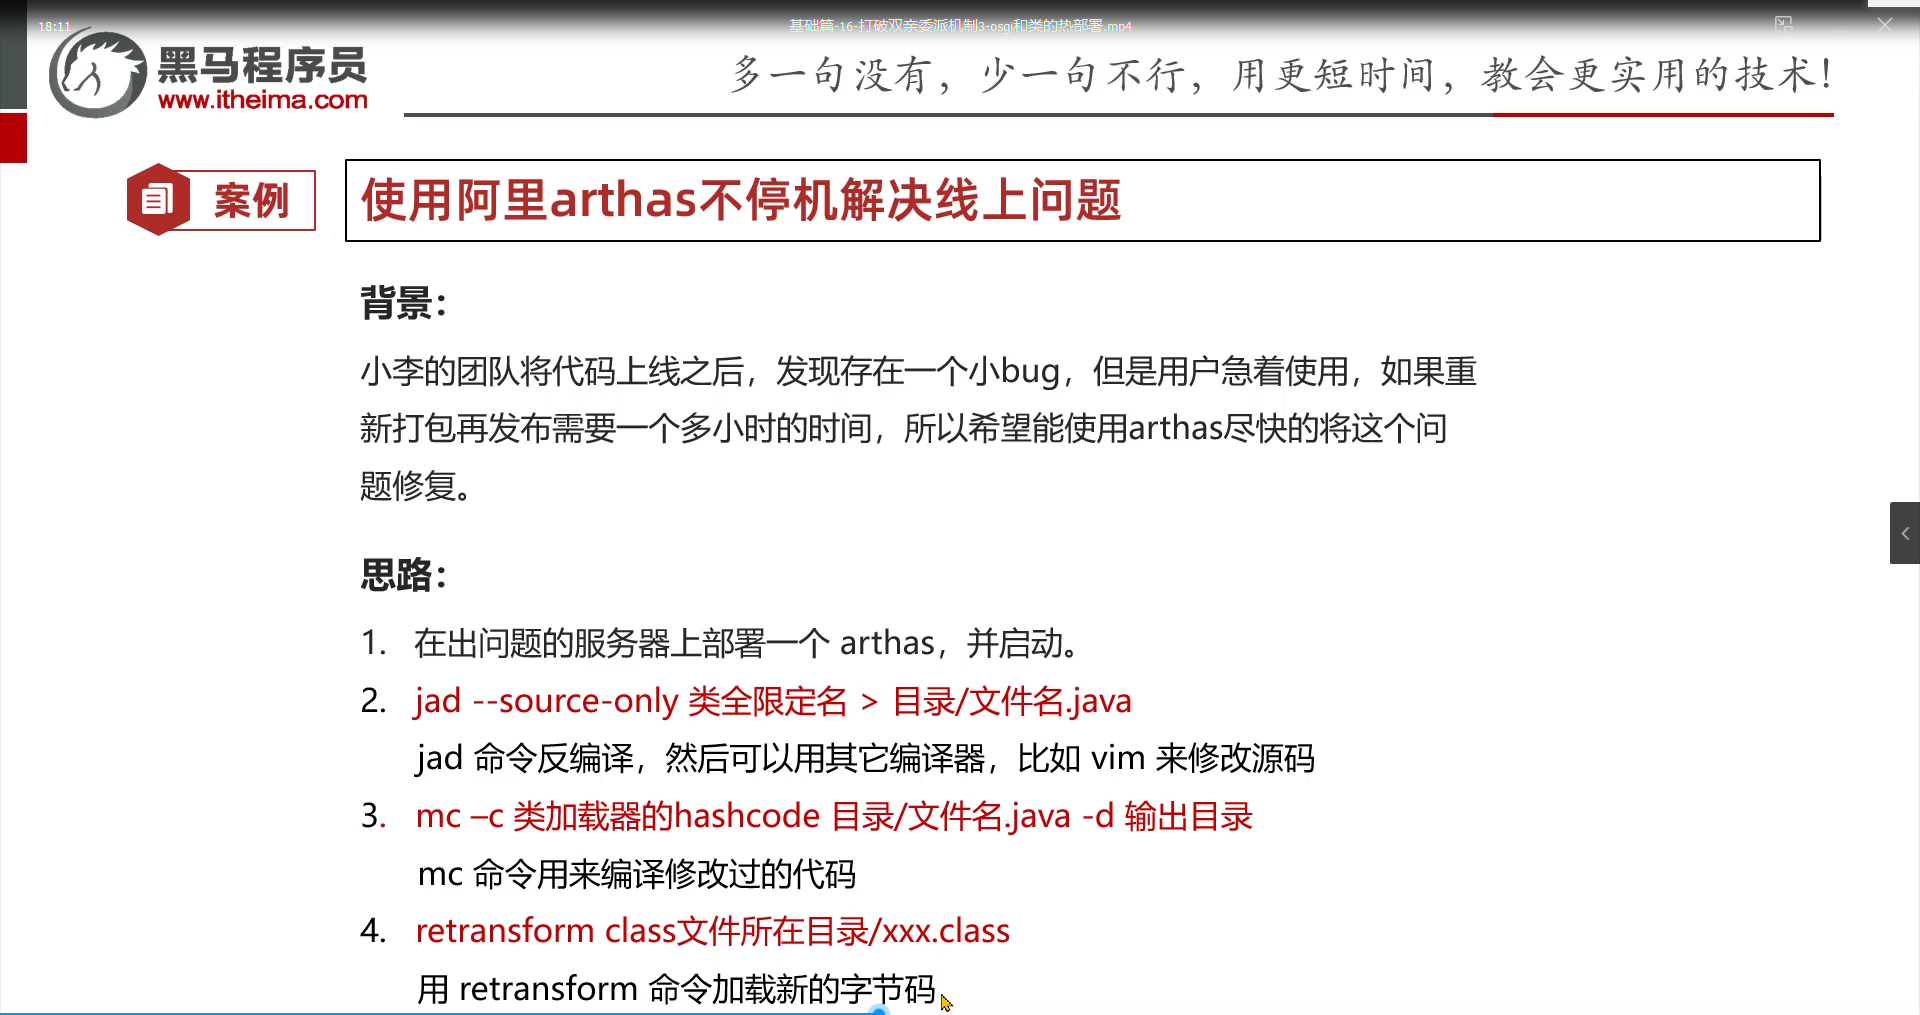 18:11
基础篇-16-打破双亲委派机制3-osgi和类的热部署.mp4
黑马程序员
www.itheima.com
多一句没有，少一句不行，用更短时间，教会更实用的技术！
案例
使用阿里arthas不停机解决线上问题
背景：
小李的团队将代码上线之后，发现存在一个小bug，但是用户急着使用，如果重
新打包再发布需要一个多小时的时间，所以希望能使用arthas尽快的将这个问
题修复。
思路：
1. 在出问题的服务器上部署一个 arthas，并启动。
2. jad --source-only 类全限定名 > 目录/文件名.java
jad 命令反编译，然后可以用其它编译器，比如 vim 来修改源码
3. mc –c 类加载器的hashcode 目录/文件名.java -d 输出目录
mc 命令用来编译修改过的代码
4. retransform class文件所在目录/xxx.class
用 retransform 命令加载新的字节码